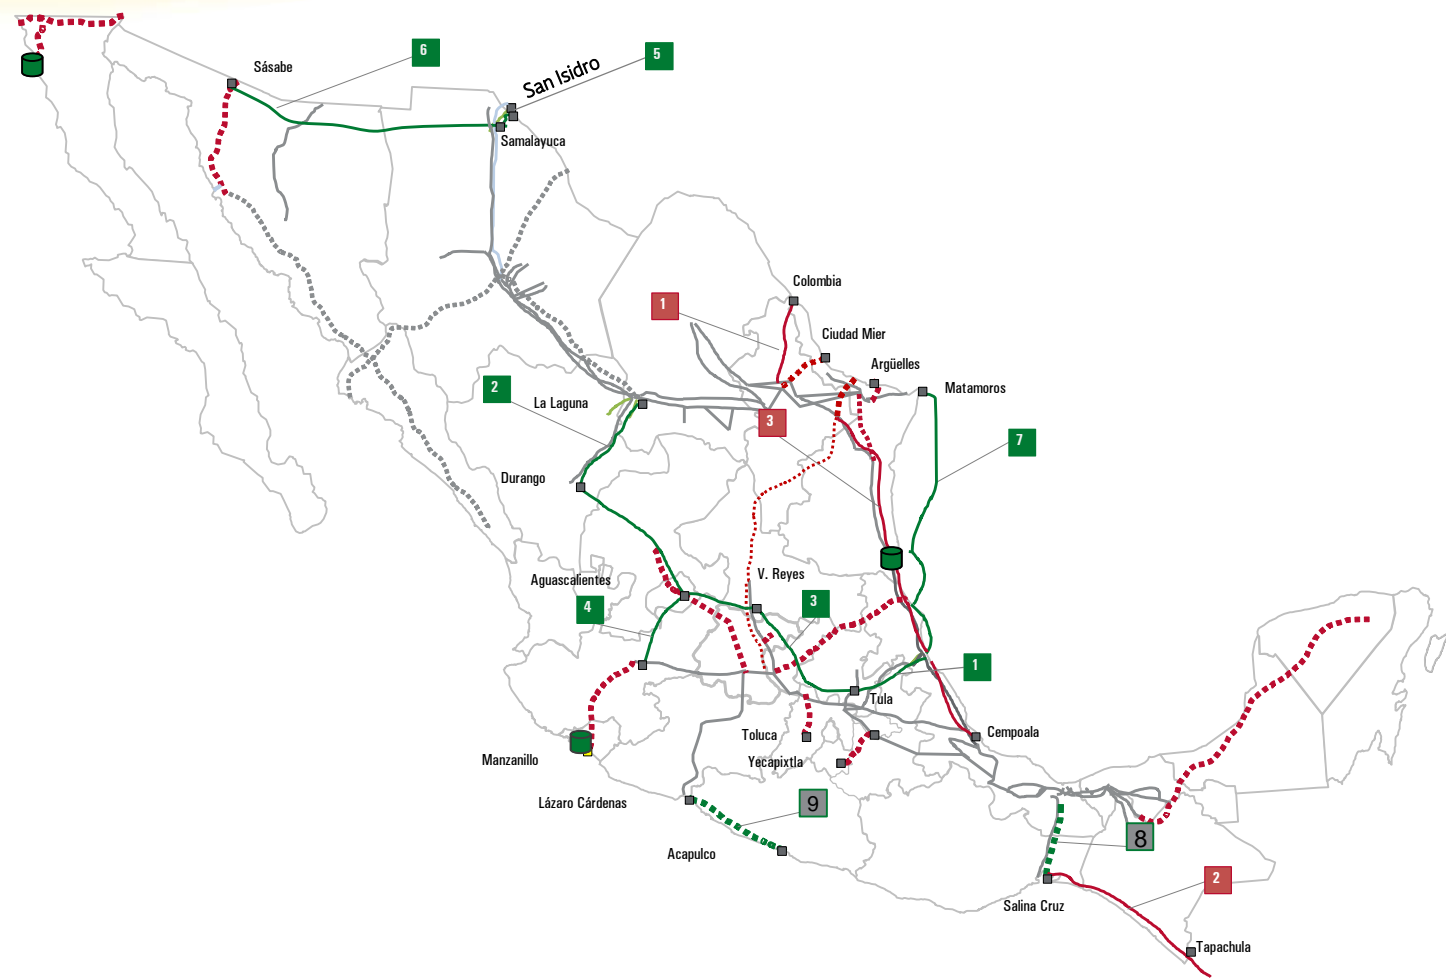 6
5
San Isidro
Sásabe
Samalayuca
Colombia
1
Ciudad Mier
Argüelles
2
Matamoros
La Laguna
3
7
Durango
V. Reyes
Aguascalientes
4
3
1
Tula
Toluca
Cempoala
Manzanillo
Yecapixtla
Lázaro Cárdenas
9
8
Acapulco
2
Salina Cruz
Tapachula